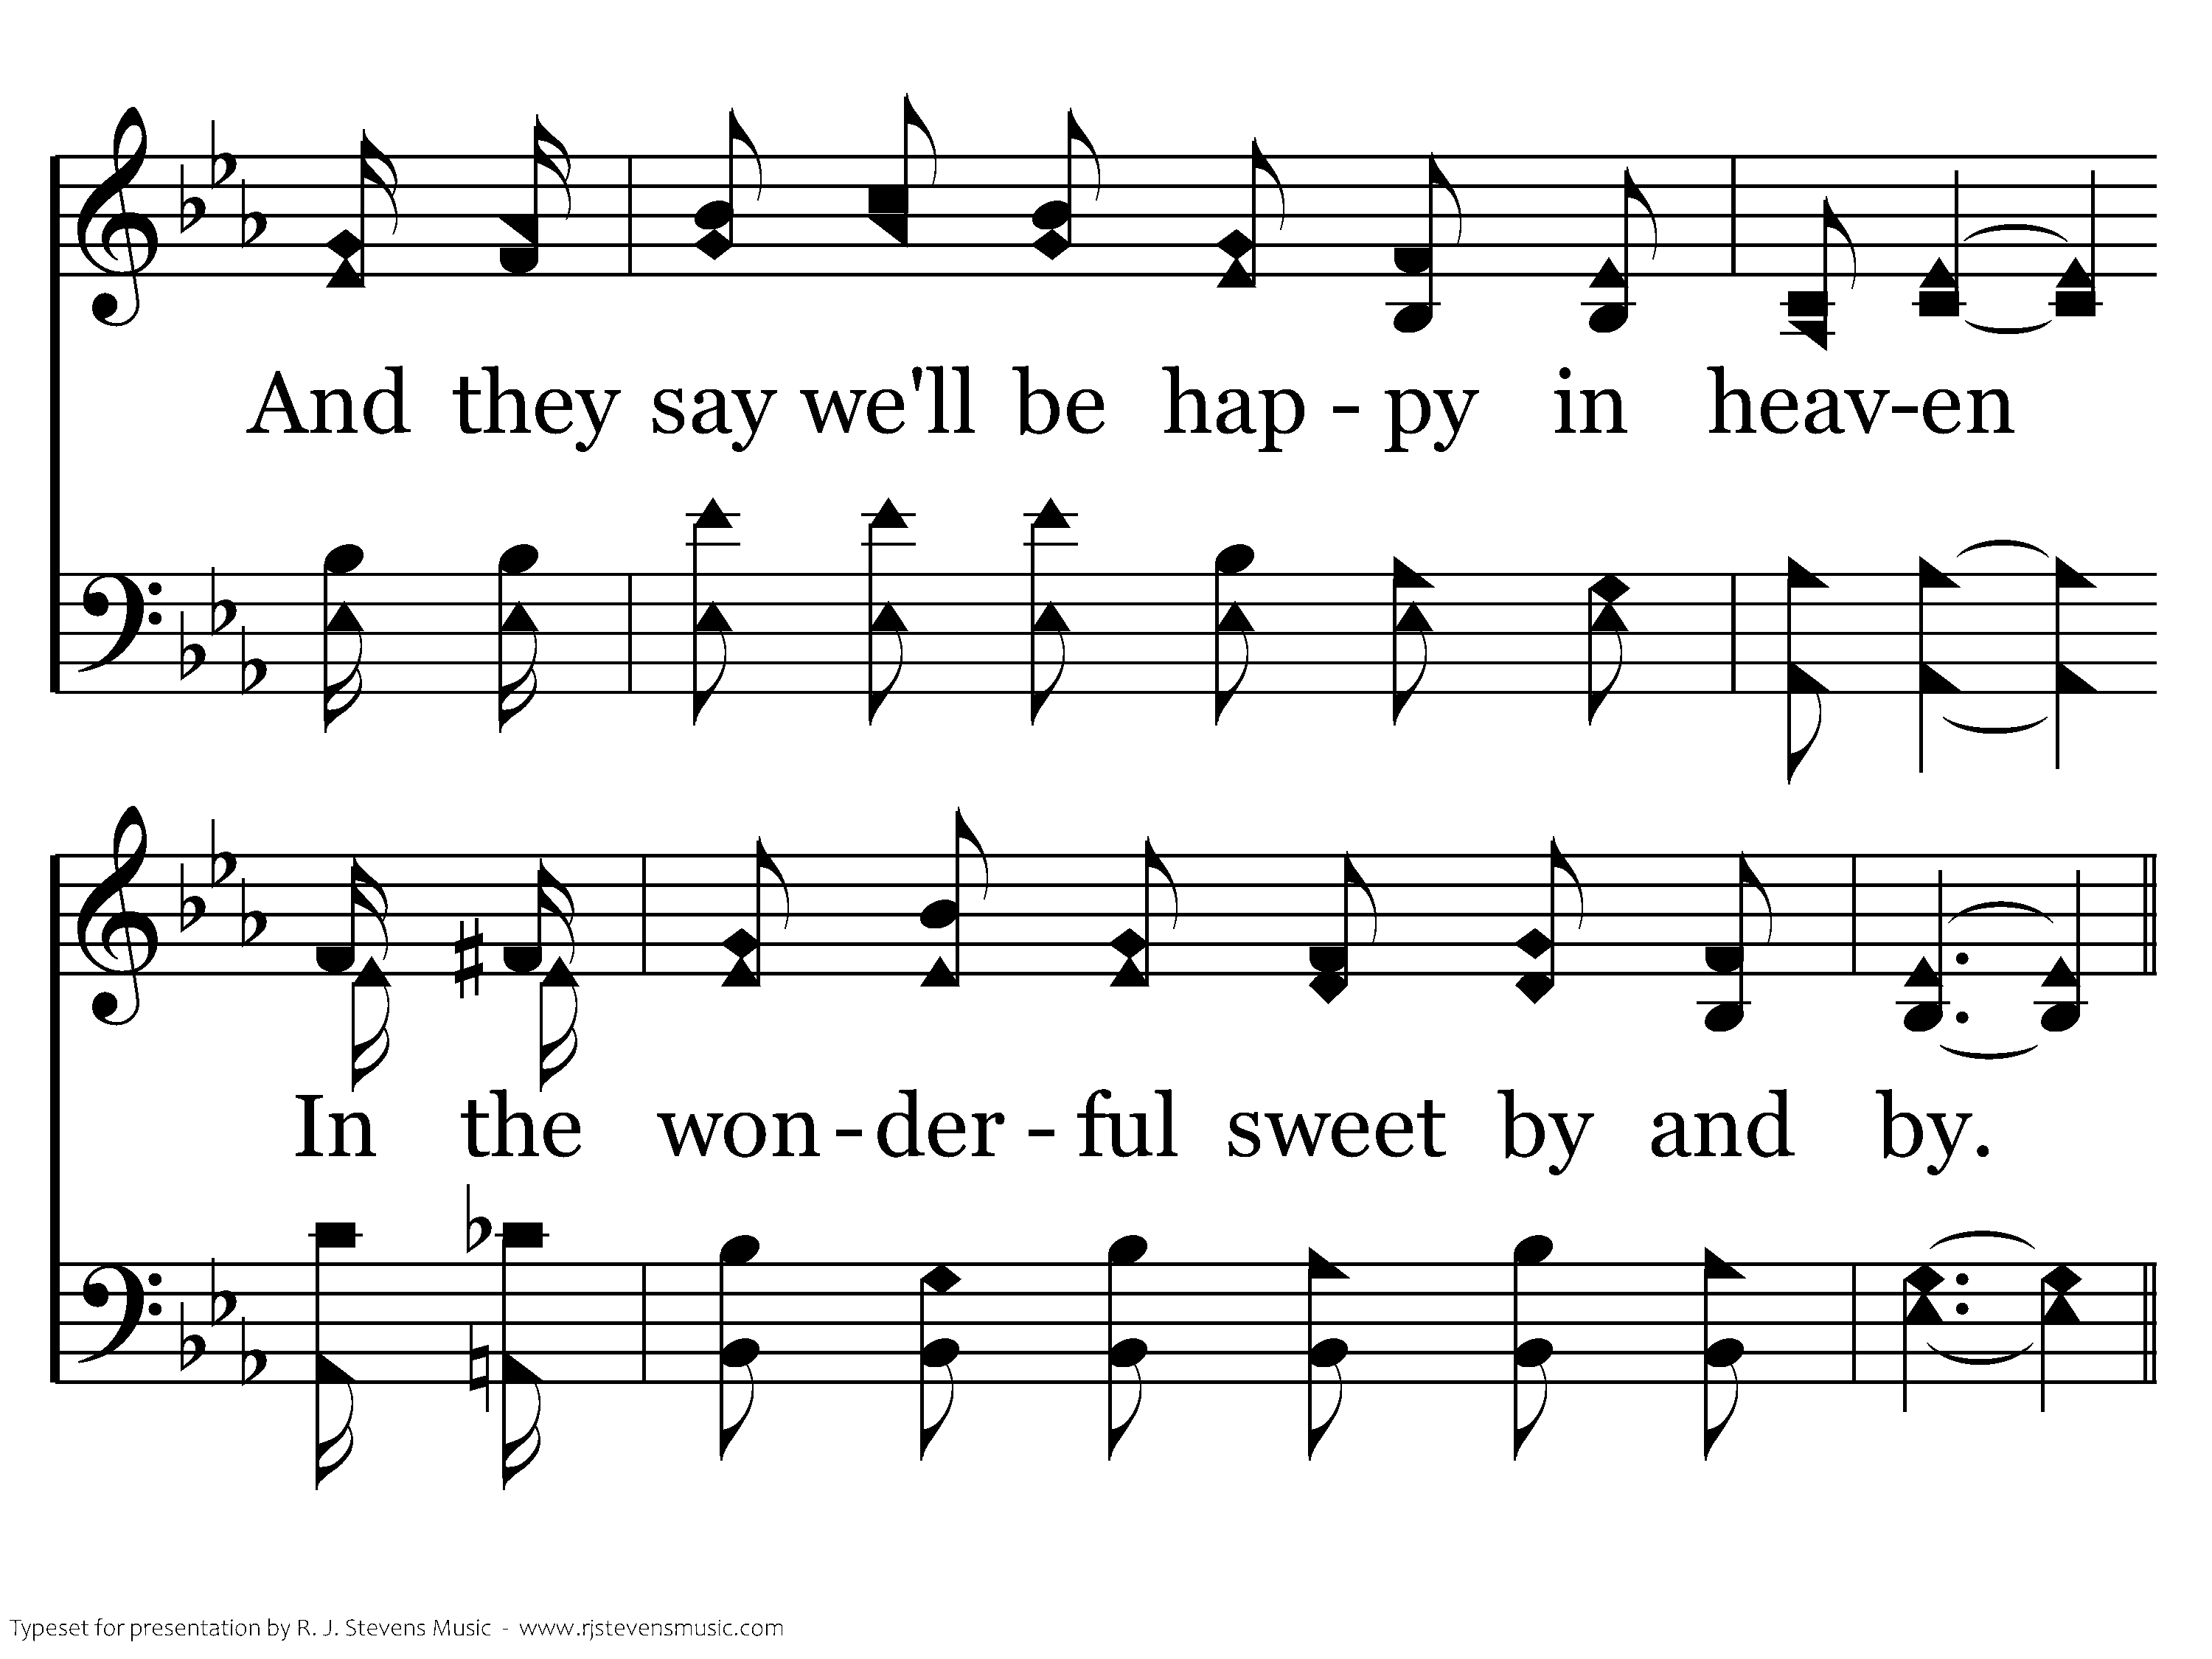 And they say we'll be hap - py in heav-en
In the won - der - ful sweet by and by.
Typeset for presentation by R. J. Stevens Music - www.rjstevensmusic.com